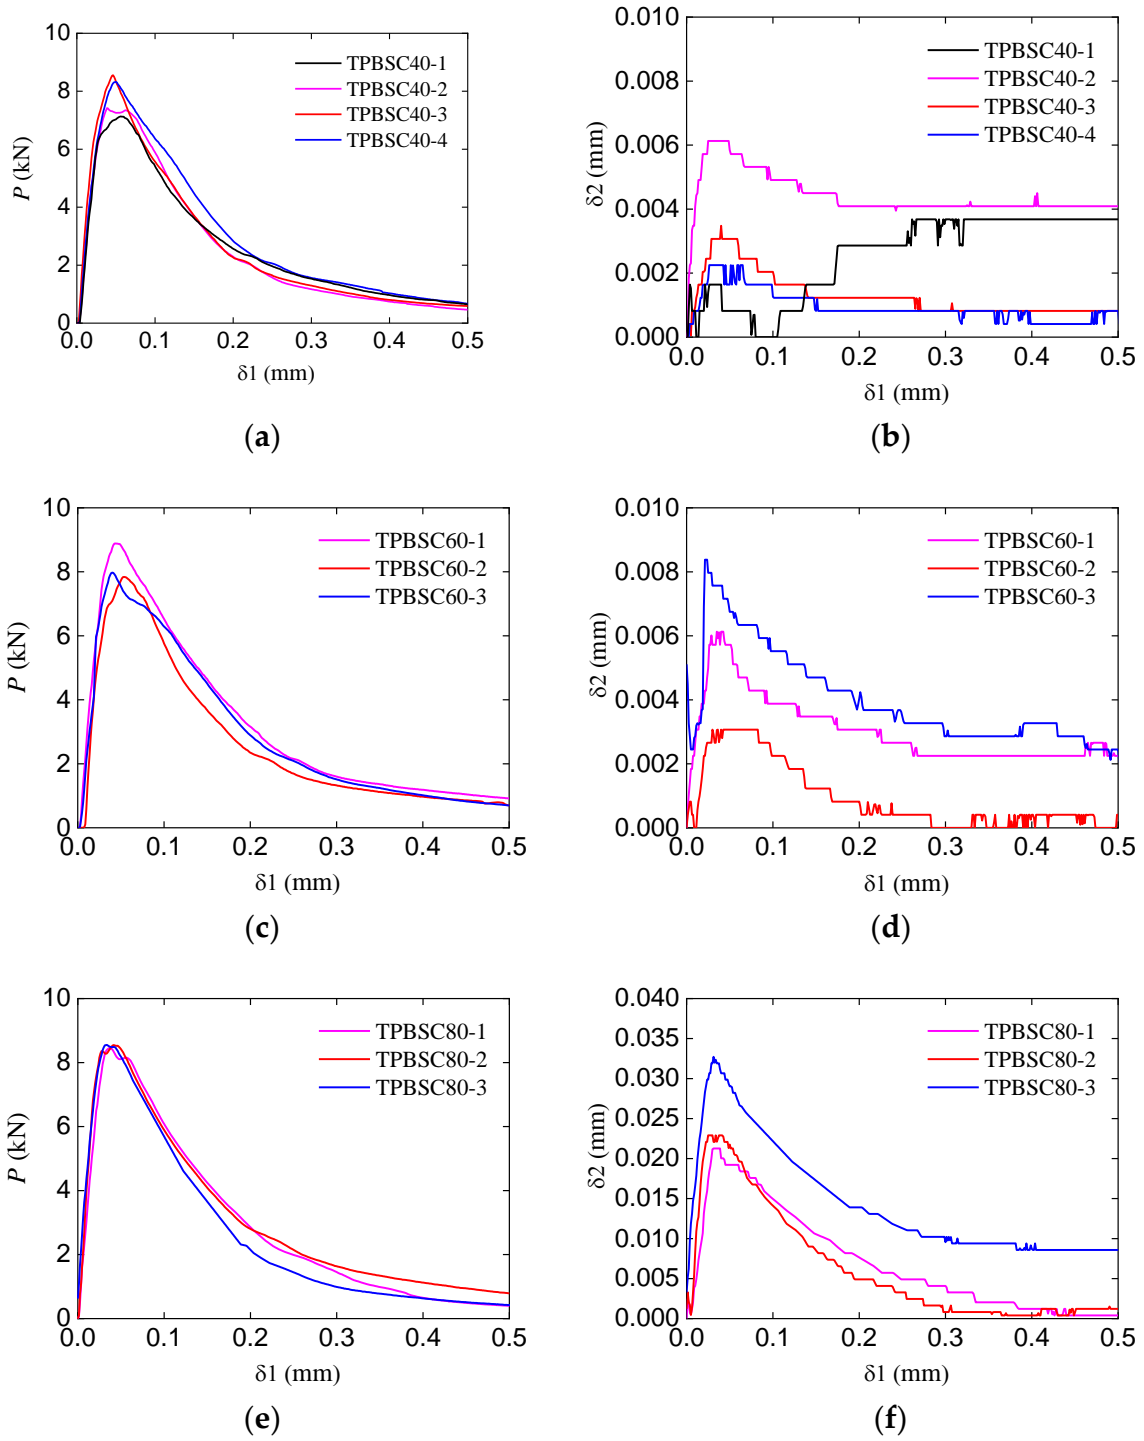 P (kN)
10
8
6
4
2
0
0.0 0.1 0.2 0.3 0.4 0.5
δ1 (mm)
TPBSC40-1
TPBSC40-2
TPBSC40-3
TPBSC40-4
(a)
δ2 (mm)
0.010
0.008
0.006
0.004
0.002
0.000
0.0 0.1 0.2 0.3 0.4 0.5
δ1 (mm)
TPBSC40-1
TPBSC40-2
TPBSC40-3
TPBSC40-4
(b)
P (kN)
10
8
6
4
2
0
0.0 0.1 0.2 0.3 0.4 0.5
δ1 (mm)
TPBSC60-1
TPBSC60-2
TPBSC60-3
(c)
δ2 (mm)
0.010
0.008
0.006
0.004
0.002
0.000
0.0 0.1 0.2 0.3 0.4 0.5
δ1 (mm)
TPBSC60-1
TPBSC60-2
TPBSC60-3
(d)
P (kN)
10
8
6
4
2
0
0.0 0.1 0.2 0.3 0.4 0.5
δ1 (mm)
TPBSC80-1
TPBSC80-2
TPBSC80-3
(e)
δ2 (mm)
0.040
0.035
0.030
0.025
0.020
0.015
0.010
0.005
0.000
0.0 0.1 0.2 0.3 0.4 0.5
δ1 (mm)
TPBSC80-1
TPBSC80-2
TPBSC80-3
(f)